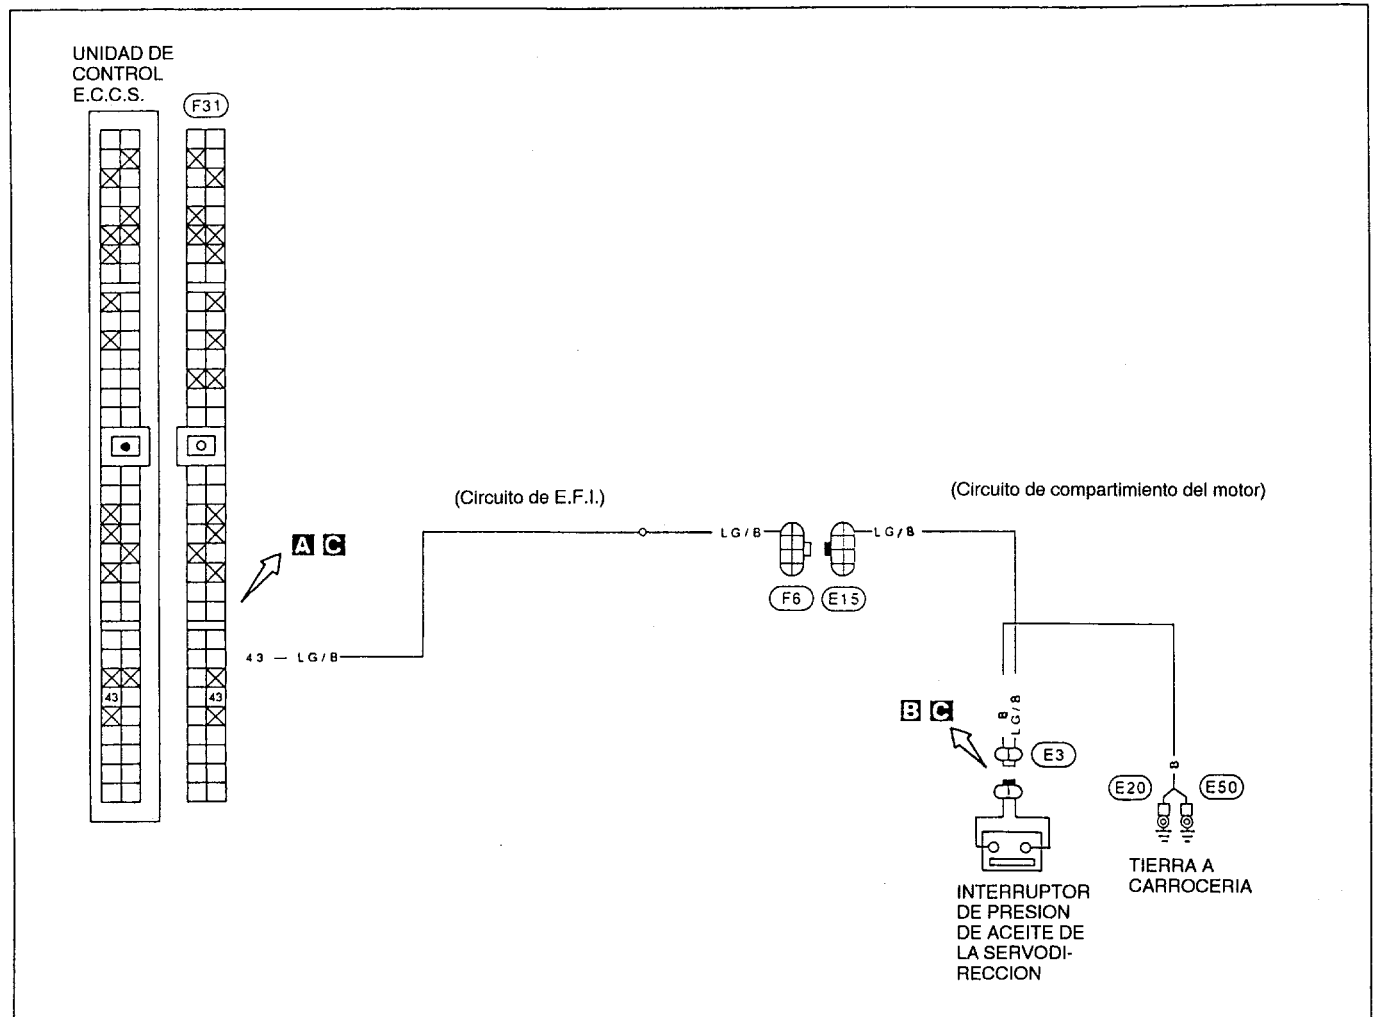 UNIDAD DE
CONTROL
E.C.C.S.
F31
(Circuito de E.F.I.)
(Circuito de compartimiento del motor)
A C
LG/B
LG/B
F6
E15
43 — LG/B
43
43
B C
B
LG/B
E3
B
E20
E50
TIERRA A
CARROCERIA
INTERRUPTOR
DE PRESION
DE ACEITE DE
LA SERVODI-
RECCION